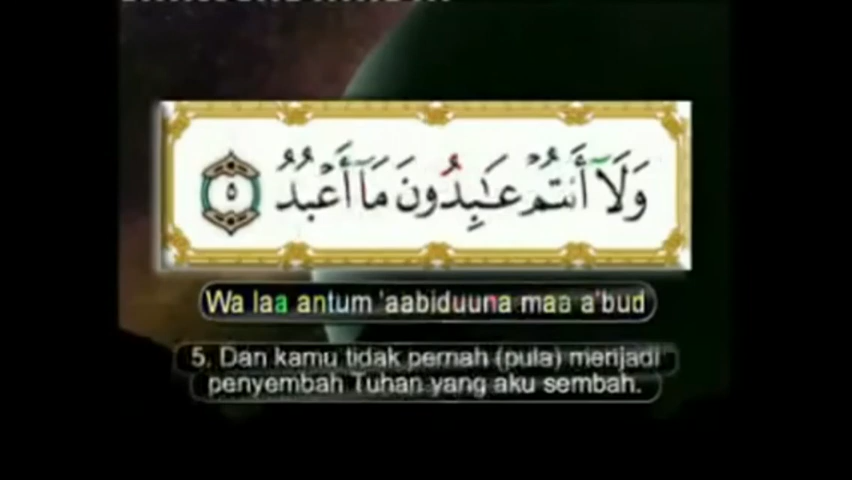 وَلَآ أَنتُمْ عَٰبِدُونَ مَآ أَعْبُدُ ٥
Wa laa antum 'aabiduuna maa a'bud
5. Dan kamu tidak pernah (pula) menjadi
penyembah Tuhan yang aku sembah.